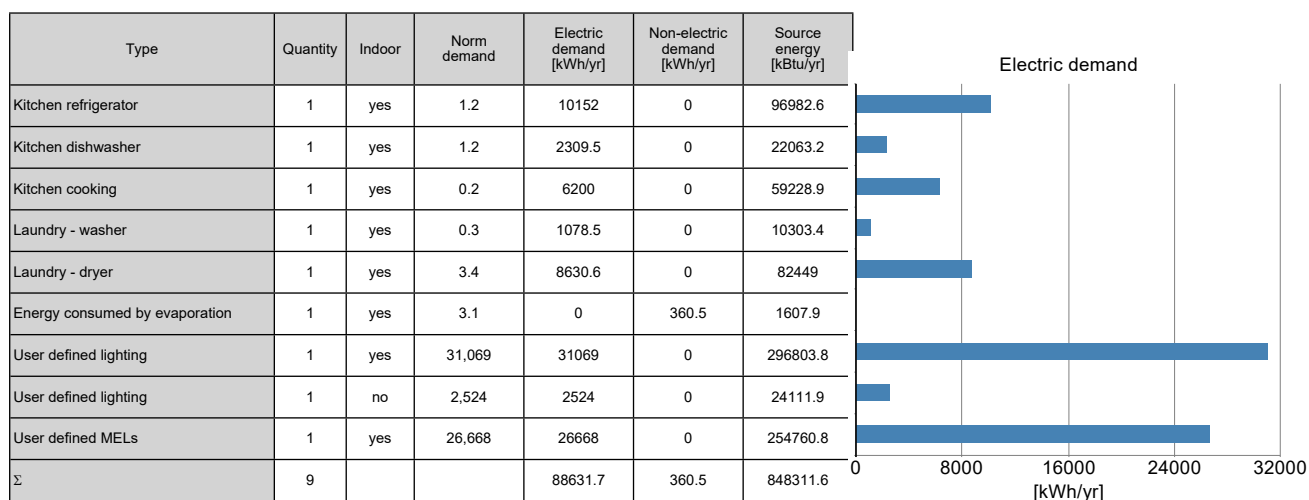 Type Quantity Indoor Norm demand Electric demand [kWh/yr] Non-electric demand [kWh/yr] Source energy [kBtu/yr]
Kitchen refrigerator 1 yes 1.2 10152 0 96982.6
Kitchen dishwasher 1 yes 1.2 2309.5 0 22063.2
Kitchen cooking 1 yes 0.2 6200 0 59228.9
Laundry - washer 1 yes 0.3 1078.5 0 10303.4
Laundry - dryer 1 yes 3.4 8630.6 0 82449
Energy consumed by evaporation 1 yes 3.1 0 360.5 1607.9
User defined lighting 1 yes 31,069 31069 0 296803.8
User defined lighting 1 no 2,524 2524 0 24111.9
User defined MELs 1 yes 26,668 26668 0 254760.8
Σ 9 88631.7 360.5 848311.6
Electric demand
0 8000 16000 24000 32000
[kWh/yr]